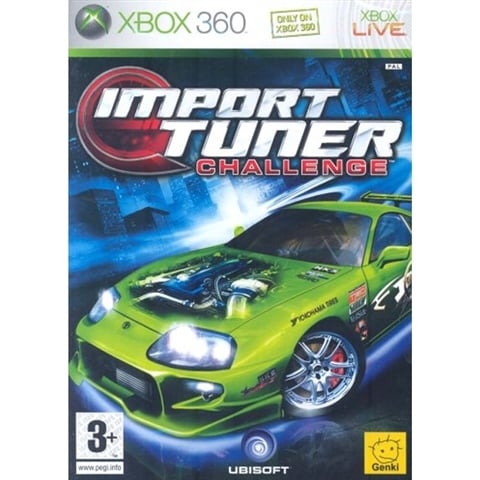 XBOX 360
ONLY ON
XBOX 360
XBOX
LIVE
PAL
IMPORT
TUNER
CHALLENGE™
YOKOHAMA TIRES
3+
www.pegi.info
UBISOFT
Genki